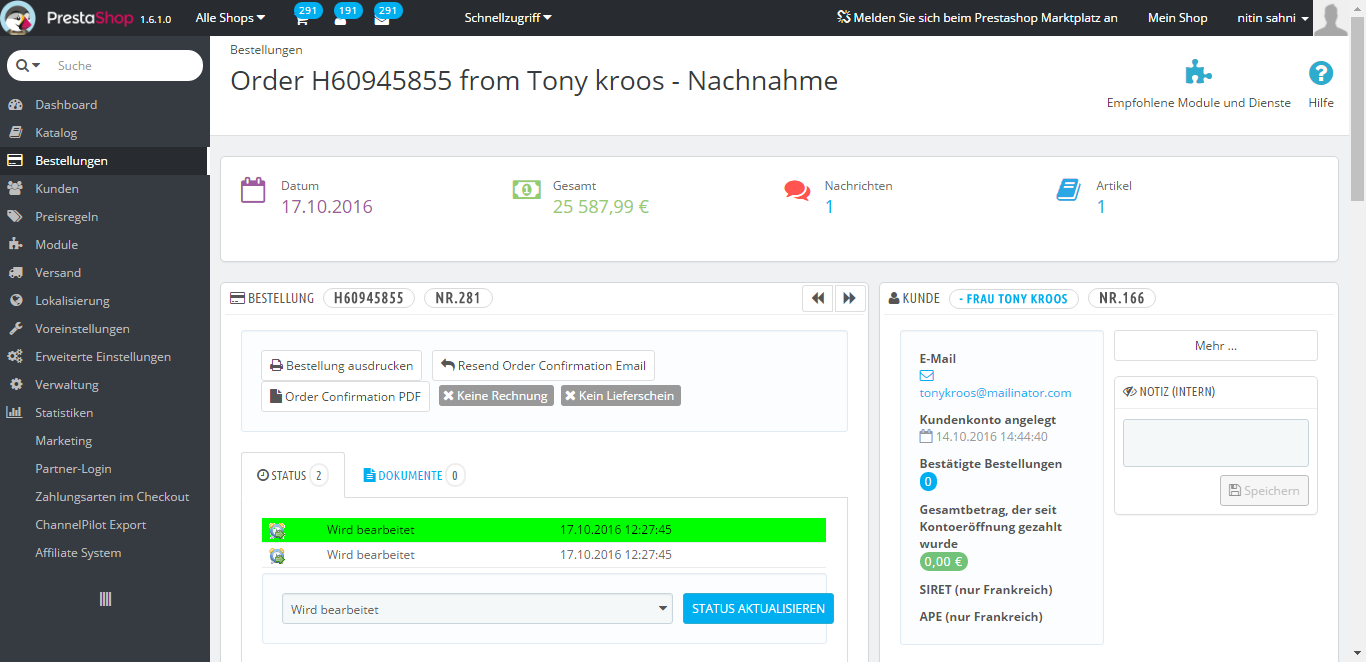 PrestaShop 1.6.1.0 Alle Shops 291 191 291 Schnellzugriff Melden Sie sich beim Prestashop Marktplatz an Mein Shop nitin sahni
Suche
Dashboard
Katalog
Bestellungen
Kunden
Preisregeln
Module
Versand
Lokalisierung
Voreinstellungen
Erweiterte Einstellungen
Verwaltung
Statistiken
Marketing
Partner-Login
Zahlungsarten im Checkout
ChannelPilot Export
Affiliate System
Bestellungen
Order H60945855 from Tony kroos - Nachnahme
Empfohlene Module und Dienste
Hilfe
Datum
17.10.2016
Gesamt
25 587,99 €
Nachrichten
1
Artikel
1
BESTELLUNG H60945855 NR.281
Bestellung ausdrucken Resend Order Confirmation Email
Order Confirmation PDF Keine Rechnung Kein Lieferschein
STATUS 2 DOKUMENTE 0
Wird bearbeitet 17.10.2016 12:27:45
Wird bearbeitet 17.10.2016 12:27:45
Wird bearbeitet STATUS AKTUALISIEREN
KUNDE - FRAU TONY KROOS NR.166
E-Mail
tonykroos@mailinator.com
Kundenkonto angelegt
14.10.2016 14:44:40
Bestätigte Bestellungen
0
Gesamtbetrag, der seit
Kontoeröffnung gezahlt
wurde
0,00 €
SIRET (nur Frankreich)
APE (nur Frankreich)
Mehr ...
NOTIZ (INTERN)
Speichern